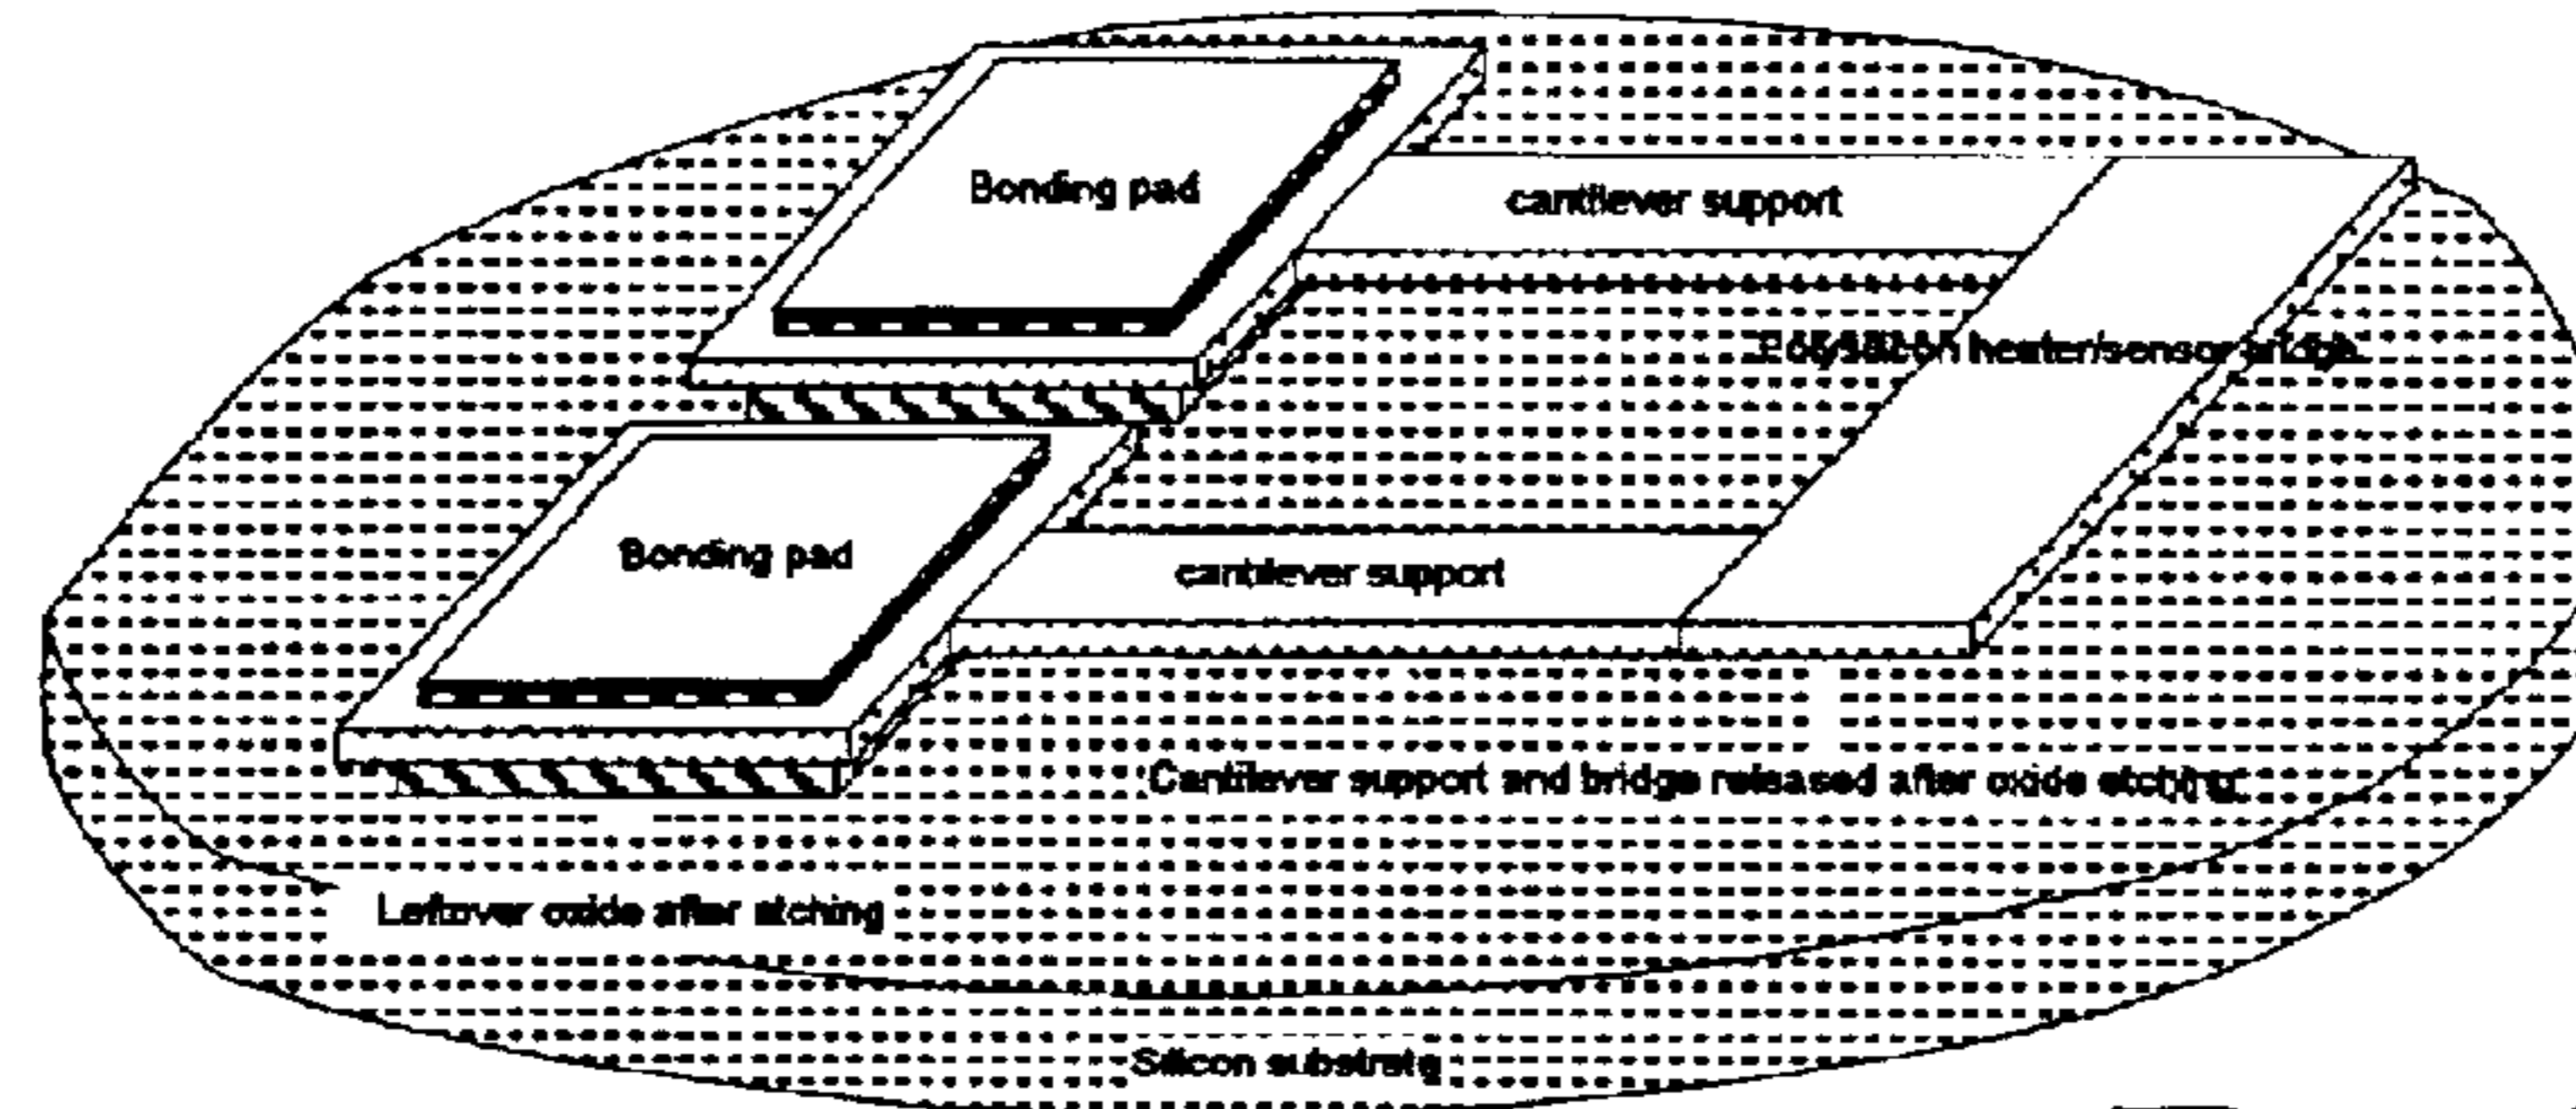 Bonding pad
cantilever support
Polysilicon heater/sensor bridge
Bonding pad
cantilever support
Cantilever support and bridge released after oxide etching
Leftover oxide after etching
Silicon substrate